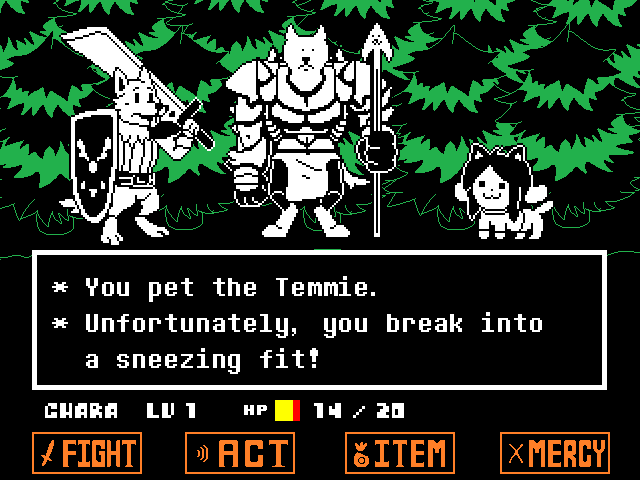 * You pet the Temmie.
* Unfortunately, you break into
a sneezing fit!
CHARA LV 1 HP 14 / 20
FIGHT ACT ITEM MERCY